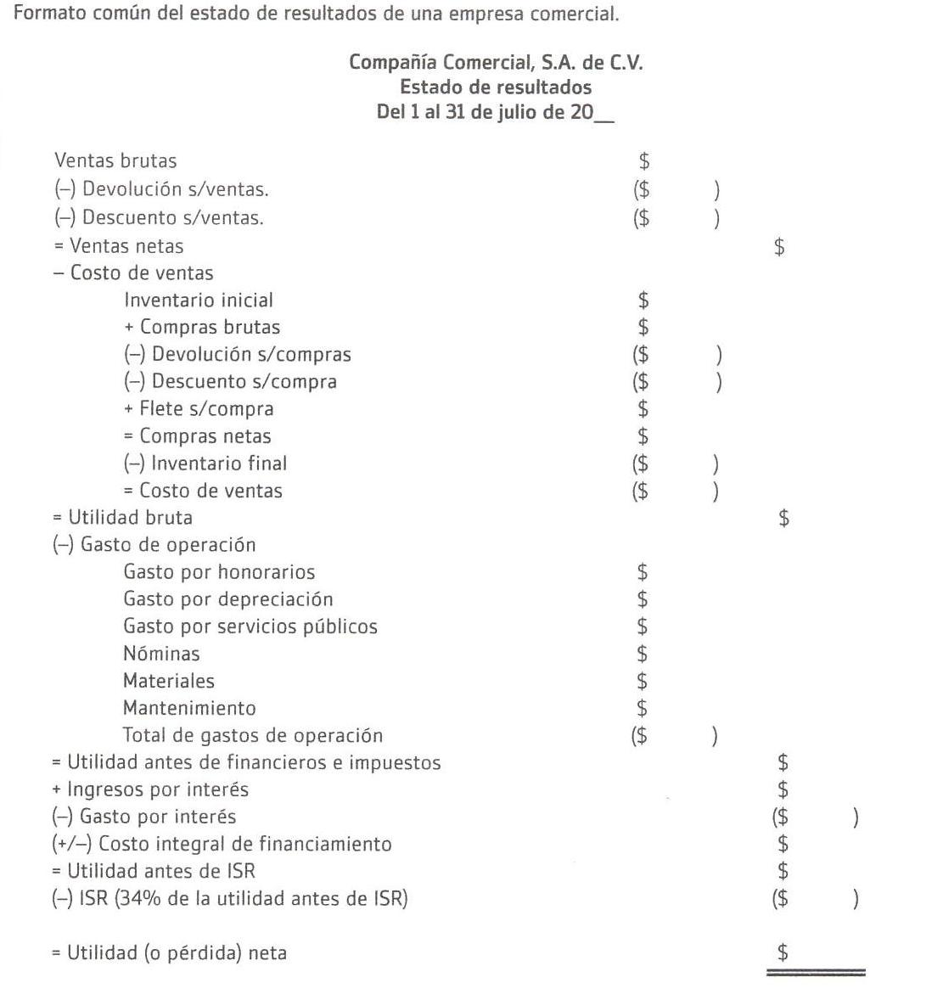 Formato común del estado de resultados de una empresa comercial.
Compañía Comercial, S.A. de C.V.
Estado de resultados
Del 1 al 31 de julio de 20__
Ventas brutas $
(–) Devolución s/ventas. ($ )
(–) Descuento s/ventas. ($ )
= Ventas netas $
– Costo de ventas
Inventario inicial $
+ Compras brutas $
(–) Devolución s/compras ($ )
(–) Descuento s/compra ($ )
+ Flete s/compra $
= Compras netas $
(–) Inventario final ($ )
= Costo de ventas ($ )
= Utilidad bruta $
(–) Gasto de operación
Gasto por honorarios $
Gasto por depreciación $
Gasto por servicios públicos $
Nóminas $
Materiales $
Mantenimiento $
Total de gastos de operación ($ )
= Utilidad antes de financieros e impuestos $
+ Ingresos por interés $
(–) Gasto por interés ($ )
(+/–) Costo integral de financiamiento $
= Utilidad antes de ISR $
(–) ISR (34% de la utilidad antes de ISR) ($ )
= Utilidad (o pérdida) neta $